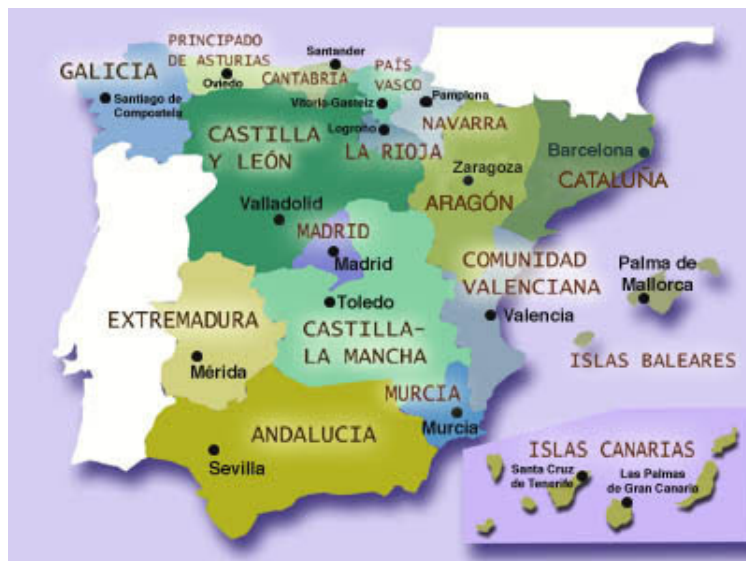 PRINCIPADO
DE ASTURIAS
Oviedo
Santander
CANTABRIA
PAÍS
VASCO
Vitoria-Gasteiz
GALICIA
Santiago de
Compostela
Pamplona
NAVARRA
Logroño
LA RIOJA
CASTILLA
Y LEÓN
Valladolid
Zaragoza
ARAGÓN
Barcelona
CATALUÑA
MADRID
Madrid
COMUNIDAD
VALENCIANA
Valencia
Palma de
Mallorca
ISLAS BALEARES
Toledo
CASTILLA-
LA MANCHA
EXTREMADURA
Mérida
MURCIA
Murcia
ANDALUCIA
Sevilla
ISLAS CANARIAS
Santa Cruz
de Tenerife
Las Palmas
de Gran Canaria